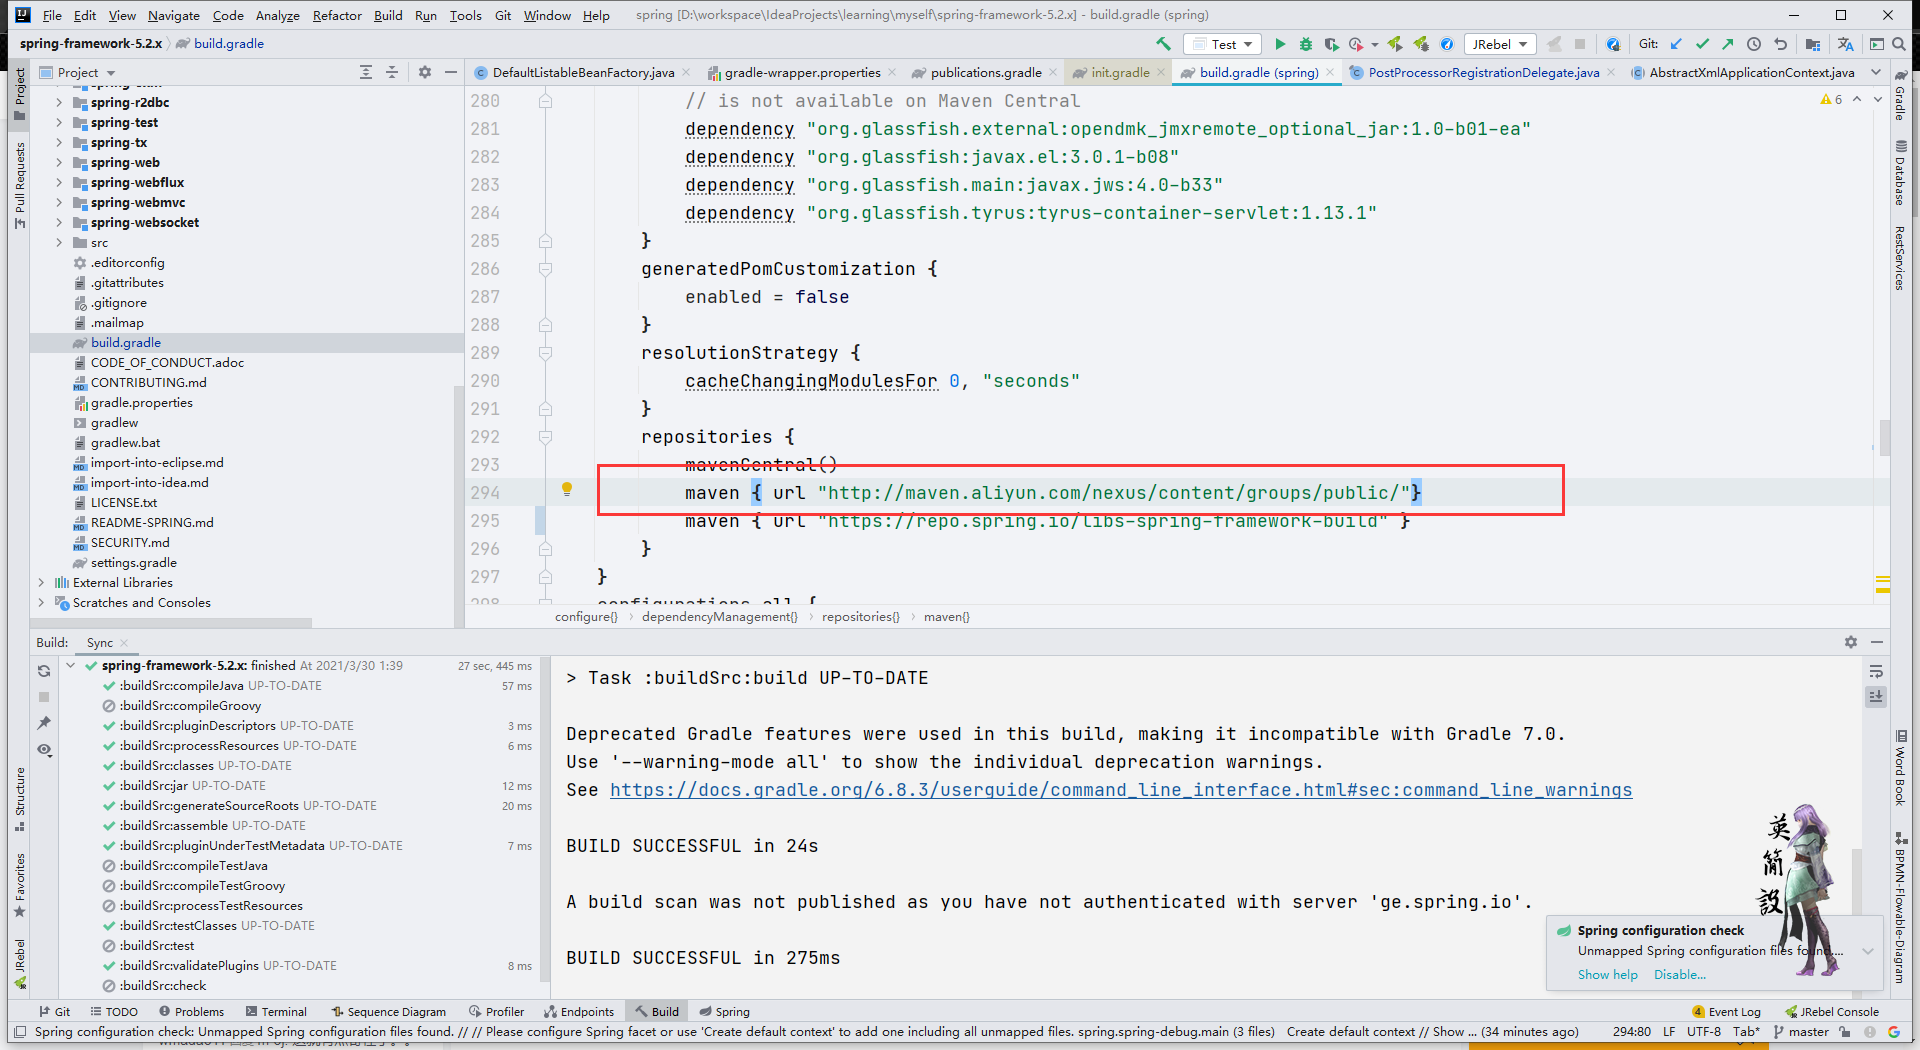 File Edit View Navigate Code Analyze Refactor Build Run Tools Git Window Help spring [D:\workspace\IdeaProjects\learning\myself\spring-framework-5.2.x] - build.gradle (spring)
spring-framework-5.2.x build.gradle Test JRebel Git:
Project
DefaultListableBeanFactory.java gradle-wrapper.properties publications.gradle init.gradle build.gradle (spring) PostProcessorRegistrationDelegate.java AbstractXmlApplicationContext.java
Project
Pull Requests
Structure
Favorites
JRebel
spring-r2dbc
spring-test
spring-tx
spring-web
spring-webflux
spring-webmvc
spring-websocket
src
.editorconfig
.gitattributes
.gitignore
.mailmap
build.gradle
CODE_OF_CONDUCT.adoc
CONTRIBUTING.md
gradle.properties
gradlew
gradlew.bat
import-into-eclipse.md
import-into-idea.md
LICENSE.txt
README-SPRING.md
SECURITY.md
settings.gradle
External Libraries
Scratches and Consoles
6
280 // is not available on Maven Central
281 dependency "org.glassfish.external:opendmk_jmxremote_optional_jar:1.0-b01-ea"
282 dependency "org.glassfish:javax.el:3.0.1-b08"
283 dependency "org.glassfish.main:javax.jws:4.0-b33"
284 dependency "org.glassfish.tyrus:tyrus-container-servlet:1.13.1"
285 }
286 generatedPomCustomization {
287 enabled = false
288 }
289 resolutionStrategy {
290 cacheChangingModulesFor 0, "seconds"
291 }
292 repositories {
293 mavenCentral()
294 maven { url "http://maven.aliyun.com/nexus/content/groups/public/"}
295 maven { url "https://repo.spring.io/libs-spring-framework-build" }
296 }
297 }
298 configurations.all {
configure{} dependencyManagement{} repositories{} maven{}
Gradle
Database
RestServices
Word Book
BPMN-Flowable-Diagram
Build: Sync
spring-framework-5.2.x: finished At 2021/3/30 1:39 27 sec, 445 ms
:buildSrc:compileJava UP-TO-DATE 57 ms
:buildSrc:compileGroovy
:buildSrc:pluginDescriptors UP-TO-DATE 3 ms
:buildSrc:processResources UP-TO-DATE 6 ms
:buildSrc:classes UP-TO-DATE
:buildSrc:jar UP-TO-DATE 12 ms
:buildSrc:generateSourceRoots UP-TO-DATE 20 ms
:buildSrc:assemble UP-TO-DATE
:buildSrc:pluginUnderTestMetadata UP-TO-DATE 7 ms
:buildSrc:compileTestJava
:buildSrc:compileTestGroovy
:buildSrc:processTestResources
:buildSrc:testClasses UP-TO-DATE
:buildSrc:test
:buildSrc:validatePlugins UP-TO-DATE 8 ms
:buildSrc:check
> Task :buildSrc:build UP-TO-DATE
Deprecated Gradle features were used in this build, making it incompatible with Gradle 7.0.
Use '--warning-mode all' to show the individual deprecation warnings.
See https://docs.gradle.org/6.8.3/userguide/command_line_interface.html#sec:command_line_warnings
BUILD SUCCESSFUL in 24s
A build scan was not published as you have not authenticated with server 'ge.spring.io'.
BUILD SUCCESSFUL in 275ms
英
簡
設
Spring configuration check
Unmapped Spring configuration files found....
Show help Disable...
Git TODO Problems Terminal Sequence Diagram Profiler Endpoints Build Spring 4 Event Log JRebel Console
Spring configuration check: Unmapped Spring configuration files found. // // Please configure Spring facet or use 'Create default context' to add one including all unmapped files. spring.spring-debug.main (3 files) Create default context // Show ... (34 minutes ago) 294:80 LF UTF-8 Tab* master